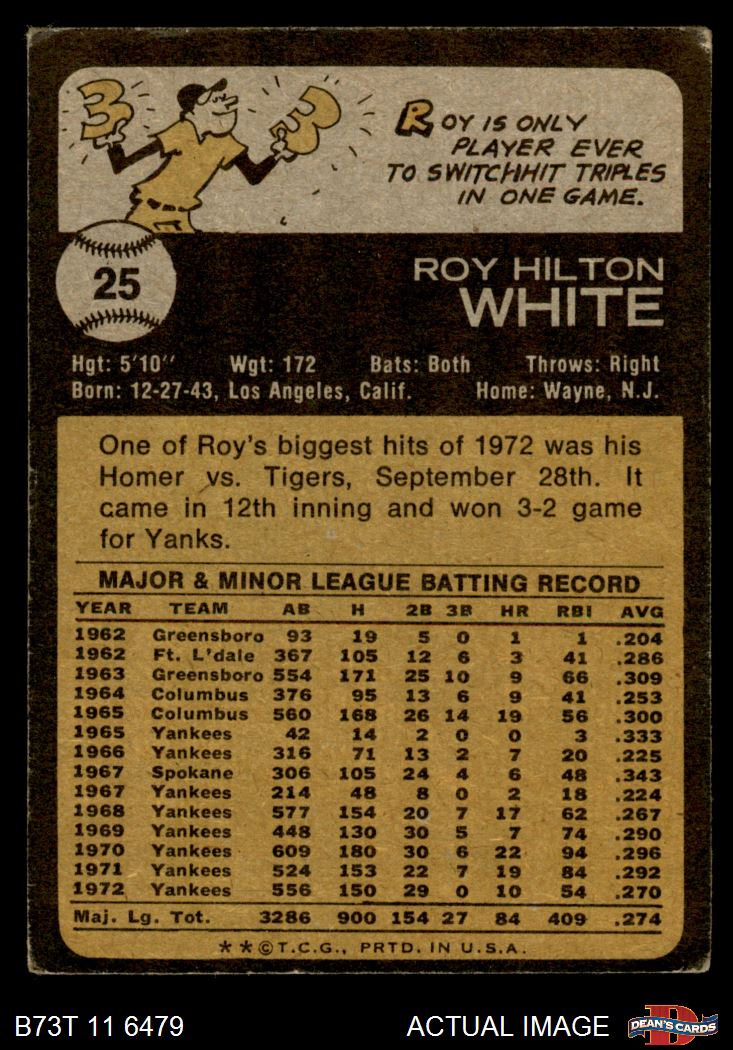 3 3
ROY IS ONLY
PLAYER EVER
TO SWITCHHIT TRIPLES
IN ONE GAME.
25
ROY HILTON
WHITE
Hgt: 5'10'' Wgt: 172 Bats: Both Throws: Right
Born: 12-27-43, Los Angeles, Calif. Home: Wayne, N.J.
One of Roy's biggest hits of 1972 was his
Homer vs. Tigers, September 28th. It
came in 12th inning and won 3-2 game
for Yanks.
MAJOR & MINOR LEAGUE BATTING RECORD
YEAR TEAM AB H 2B 3B HR RBI AVG
1962 Greensboro 93 19 5 0 1 1 .204
1962 Ft. L'dale 367 105 12 6 3 41 .286
1963 Greensboro 554 171 25 10 9 66 .309
1964 Columbus 376 95 13 6 9 41 .253
1965 Columbus 560 168 26 14 19 56 .300
1965 Yankees 42 14 2 0 0 3 .333
1966 Yankees 316 71 13 2 7 20 .225
1967 Spokane 306 105 24 4 6 48 .343
1967 Yankees 214 48 8 0 2 18 .224
1968 Yankees 577 154 20 7 17 62 .267
1969 Yankees 448 130 30 5 7 74 .290
1970 Yankees 609 180 30 6 22 94 .296
1971 Yankees 524 153 22 7 19 84 .292
1972 Yankees 556 150 29 0 10 54 .270
Maj. Lg. Tot. 3286 900 154 27 84 409 .274
**©T.C.G., PRTD. IN U.S.A.
B73T 11 6479 ACTUAL IMAGE D DEAN'S CARDS